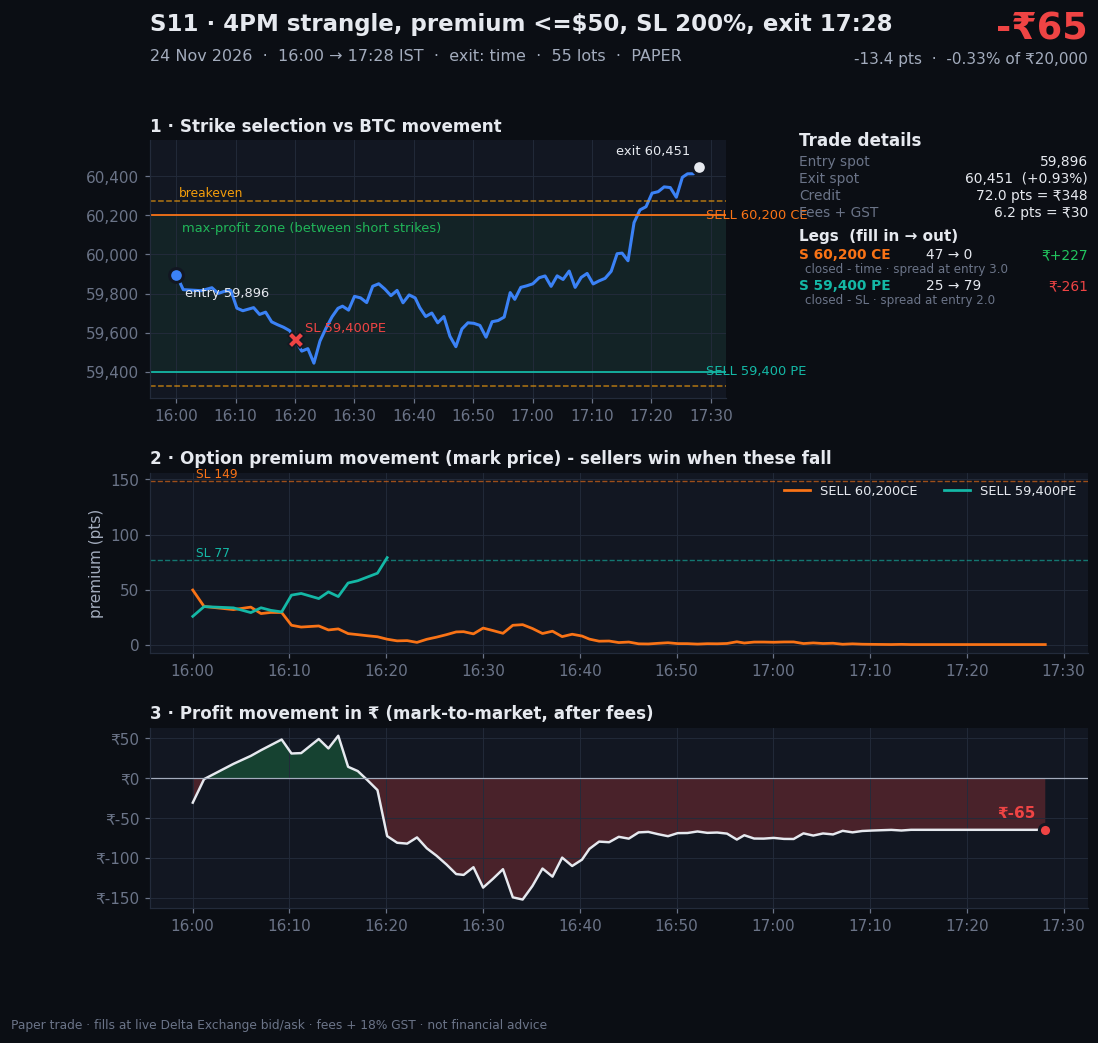 S11 · 4PM strangle, premium <=$50, SL 200%, exit 17:28
-₹65
24 Nov 2026 · 16:00 → 17:28 IST · exit: time · 55 lots · PAPER
-13.4 pts · -0.33% of ₹20,000
1 · Strike selection vs BTC movement
60,400
60,200
60,000
59,800
59,600
59,400
exit 60,451
breakeven
SELL 60,200 CE
max-profit zone (between short strikes)
entry 59,896
SL 59,400PE
SELL 59,400 PE
16:00 16:10 16:20 16:30 16:40 16:50 17:00 17:10 17:20 17:30
Trade details
Entry spot 59,896
Exit spot 60,451 (+0.93%)
Credit 72.0 pts = ₹348
Fees + GST 6.2 pts = ₹30
Legs (fill in → out)
S 60,200 CE 47 → 0 ₹+227
closed - time · spread at entry 3.0
S 59,400 PE 25 → 79 ₹-261
closed - SL · spread at entry 2.0
2 · Option premium movement (mark price) - sellers win when these fall
premium (pts)
150
100
50
0
SL 149
SL 77
SELL 60,200CE SELL 59,400PE
16:00 16:10 16:20 16:30 16:40 16:50 17:00 17:10 17:20 17:30
3 · Profit movement in ₹ (mark-to-market, after fees)
₹50
₹0
₹-50
₹-100
₹-150
₹-65
16:00 16:10 16:20 16:30 16:40 16:50 17:00 17:10 17:20 17:30
Paper trade · fills at live Delta Exchange bid/ask · fees + 18% GST · not financial advice